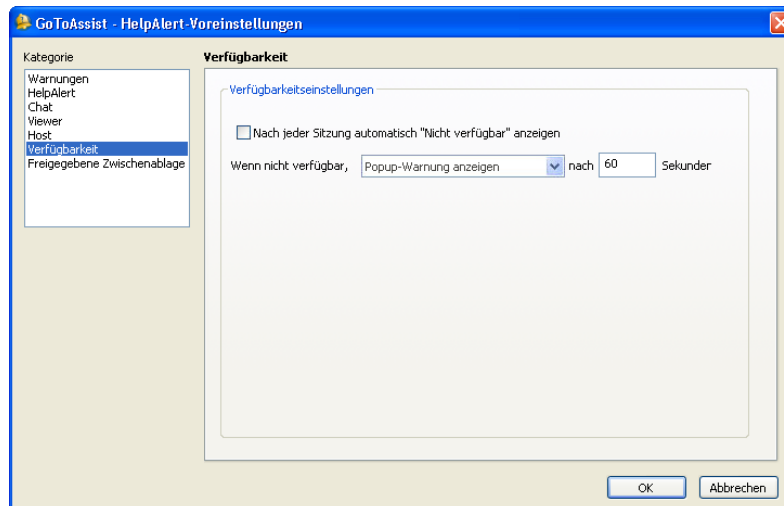 GoToAssist - HelpAlert-Voreinstellungen
Kategorie
Warnungen
HelpAlert
Chat
Viewer
Host
Verfügbarkeit
Freigegebene Zwischenablage
Verfügbarkeit
Verfügbarkeitseinstellungen
Nach jeder Sitzung automatisch "Nicht verfügbar" anzeigen
Wenn nicht verfügbar, Popup-Warnung anzeigen nach 60 Sekunder
OK Abbrechen